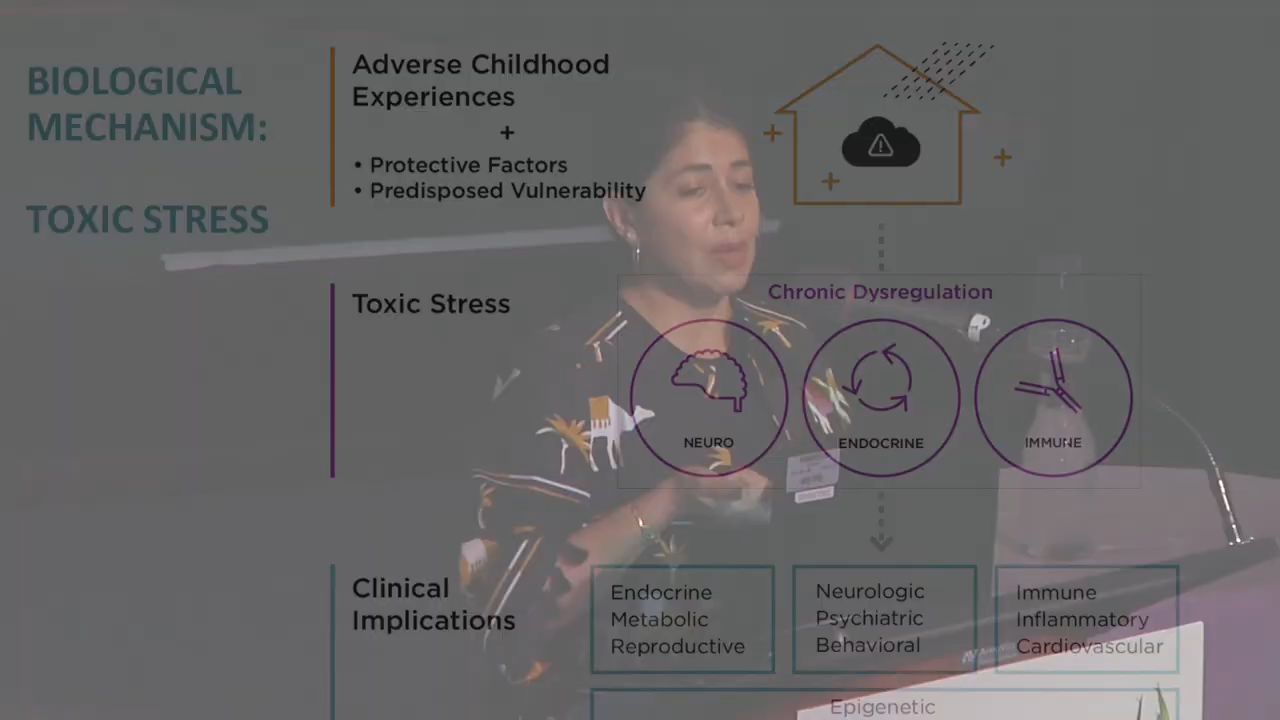 BIOLOGICAL
MECHANISM:
TOXIC STRESS
Adverse Childhood
Experiences
+
• Protective Factors
• Predisposed Vulnerability
Toxic Stress
Chronic Dysregulation
NEURO
ENDOCRINE
IMMUNE
Clinical
Implications
Endocrine
Metabolic
Reproductive
Neurologic
Psychiatric
Behavioral
Immune
Inflammatory
Cardiovascular
Epigenetic